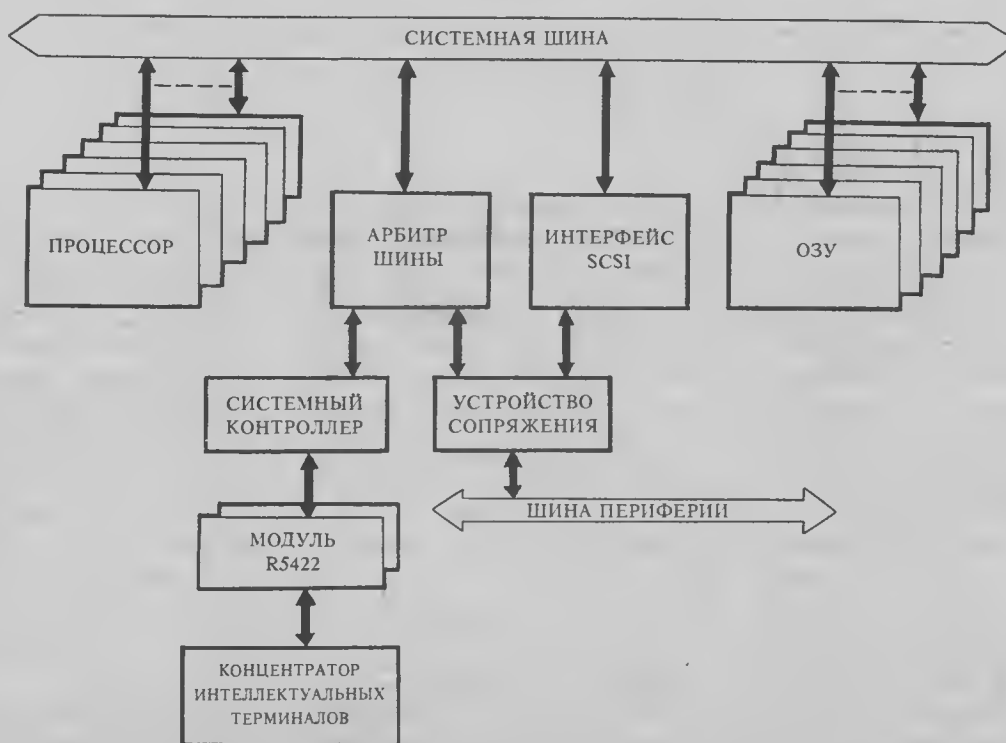 СИСТЕМНАЯ ШИНА
ПРОЦЕССОР
АРБИТР
ШИНЫ
ИНТЕРФЕЙС
SCSI
ОЗУ
СИСТЕМНЫЙ
КОНТРОЛЛЕР
УСТРОЙСТВО
СОПРЯЖЕНИЯ
ШИНА ПЕРИФЕРИИ
МОДУЛЬ
R5422
КОНЦЕНТРАТОР
ИНТЕЛЛЕКТУАЛЬНЫХ
ТЕРМИНАЛОВ